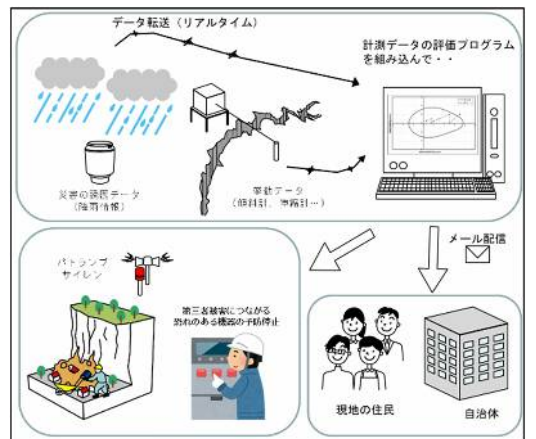 データ転送（リアルタイム）
計測データの評価プログラム
を組み込んで・・
災害の誘因データ
（降雨情報）
挙動データ
（傾斜計、伸縮計…）
メール配信
パトランプ
サイレン
第三者被害につながる
恐れのある機器の予防停止
現地の住民
自治体